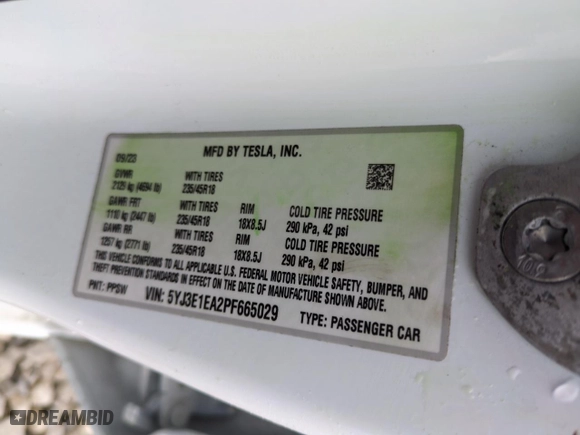 09/23 MFD BY TESLA, INC.
GVWR WITH TIRES
2129 kg (4694 lb) 235/45R18
GAWR FRT WITH TIRES RIM COLD TIRE PRESSURE
1110 kg (2447 lb) 235/45R18 18X8.5J 290 kPa, 42 psi
GAWR RR WITH TIRES RIM COLD TIRE PRESSURE
1257 kg (2771 lb) 235/45R18 18X8.5J 290 kPa, 42 psi
THIS VEHICLE CONFORMS TO ALL APPLICABLE U.S. FEDERAL MOTOR VEHICLE SAFETY, BUMPER, AND
THEFT PREVENTION STANDARDS IN EFFECT ON THE DATE OF MANUFACTURE SHOWN ABOVE.
PNT: PPSW VIN: 5YJ3E1EA2PF665029 TYPE: PASSENGER CAR
100
DREAMBID